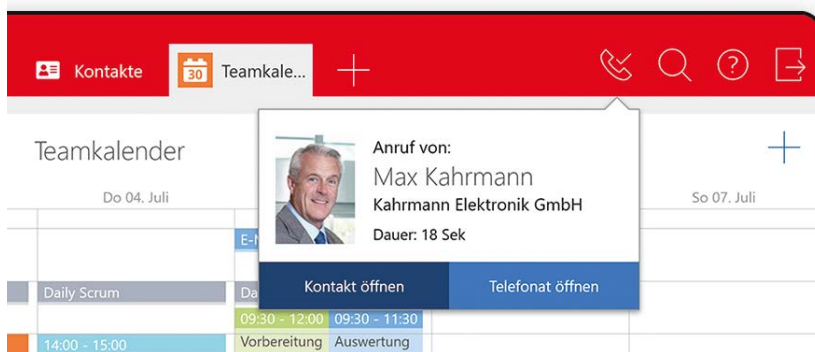 Kontakte
30
Teamkale...
?
Teamkalender
Do 04. Juli
So 07. Juli
Anruf von:
Max Kahrmann
Kahrmann Elektronik GmbH
Dauer: 18 Sek
Kontakt öffnen
Telefonat öffnen
Daily Scrum
09:30 - 12:00
09:30 - 11:30
14:00 - 15:00
Vorbereitung
Auswertung